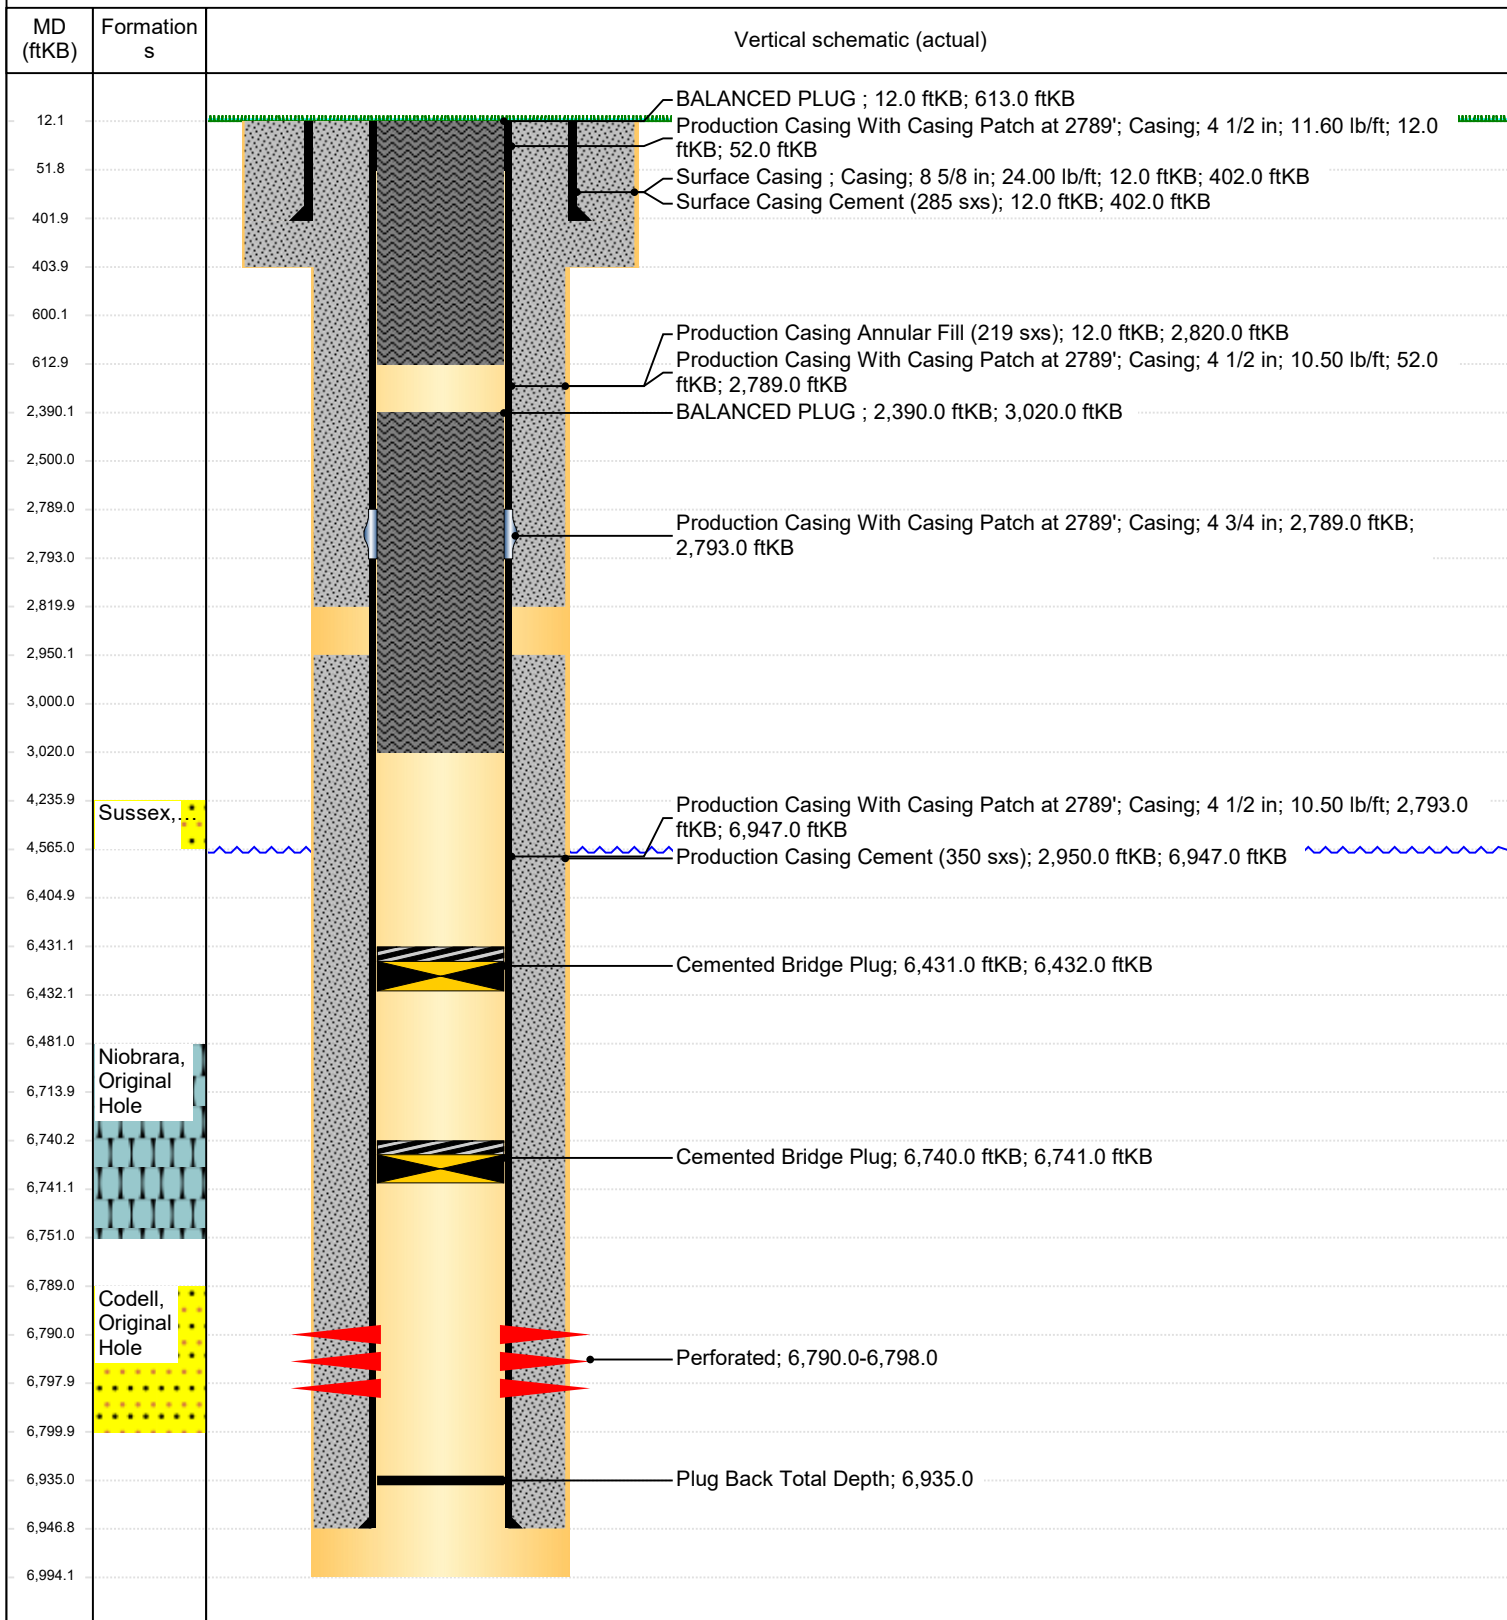 MD
(ftKB)
Formation
s
Vertical schematic (actual)
12.1
51.8
401.9
403.9
600.1
612.9
2,390.1
2,500.0
2,789.0
2,793.0
2,819.9
2,950.1
3,000.0
3,020.0
4,235.9
4,565.0
6,404.9
6,431.1
6,432.1
6,481.0
6,713.9
6,740.2
6,741.1
6,751.0
6,789.0
6,790.0
6,797.9
6,799.9
6,935.0
6,946.8
6,994.1
Sussex,...
Niobrara,
Original
Hole
Codell,
Original
Hole
BALANCED PLUG ; 12.0 ftKB; 613.0 ftKB
Production Casing With Casing Patch at 2789'; Casing; 4 1/2 in; 11.60 lb/ft; 12.0
ftKB; 52.0 ftKB
Surface Casing ; Casing; 8 5/8 in; 24.00 lb/ft; 12.0 ftKB; 402.0 ftKB
Surface Casing Cement (285 sxs); 12.0 ftKB; 402.0 ftKB
Production Casing Annular Fill (219 sxs); 12.0 ftKB; 2,820.0 ftKB
Production Casing With Casing Patch at 2789'; Casing; 4 1/2 in; 10.50 lb/ft; 52.0
ftKB; 2,789.0 ftKB
BALANCED PLUG ; 2,390.0 ftKB; 3,020.0 ftKB
Production Casing With Casing Patch at 2789'; Casing; 4 3/4 in; 2,789.0 ftKB;
2,793.0 ftKB
Production Casing With Casing Patch at 2789'; Casing; 4 1/2 in; 10.50 lb/ft; 2,793.0
ftKB; 6,947.0 ftKB
Production Casing Cement (350 sxs); 2,950.0 ftKB; 6,947.0 ftKB
Cemented Bridge Plug; 6,431.0 ftKB; 6,432.0 ftKB
Cemented Bridge Plug; 6,740.0 ftKB; 6,741.0 ftKB
Perforated; 6,790.0-6,798.0
Plug Back Total Depth; 6,935.0